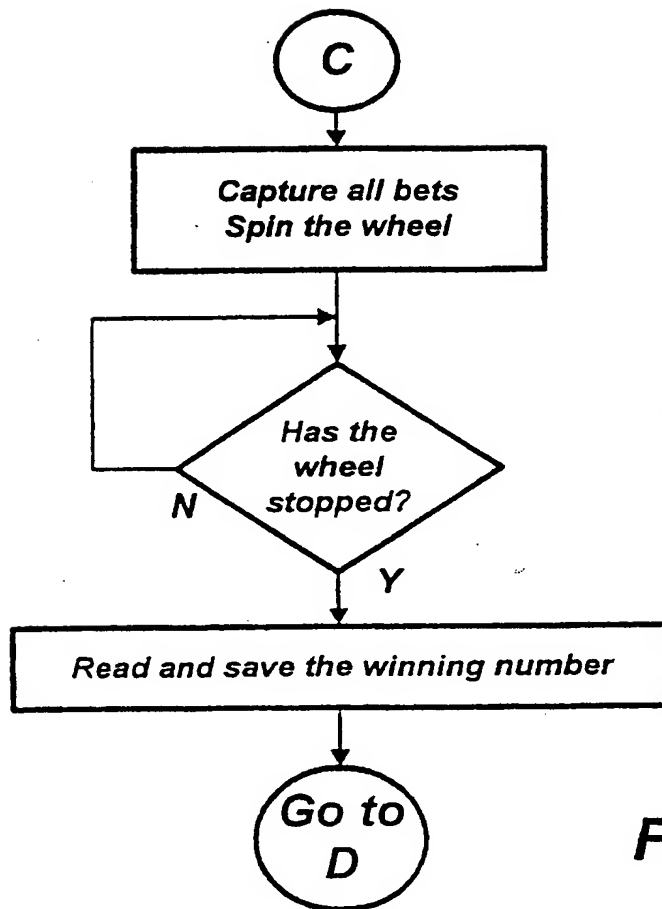 C
Capture all bets
Spin the wheel
Has the
wheel
stopped?
N
Y
Read and save the winning number
Go to
D
F